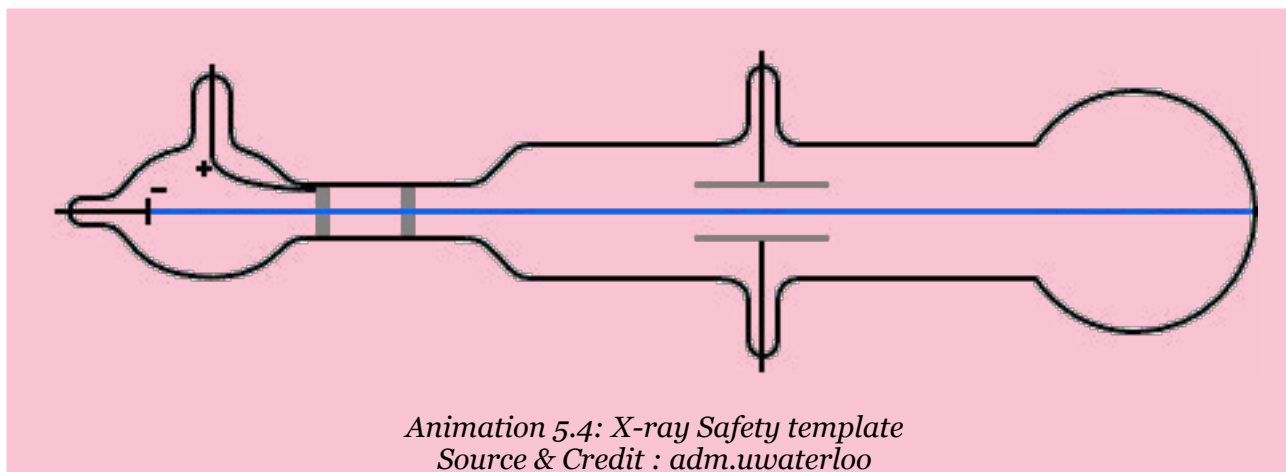 +
-
Animation 5.4: X-ray Safety template
Source & Credit : adm.uwaterloo